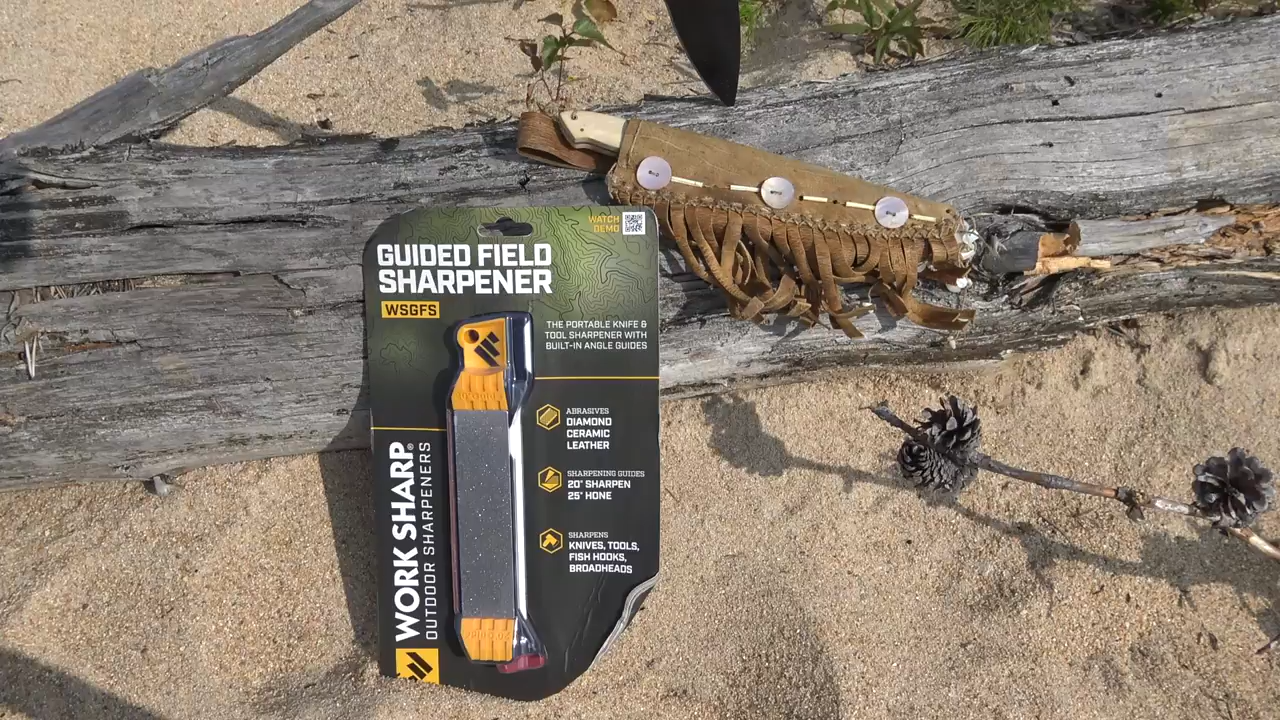 WATCH
DEMO
GUIDED FIELD
SHARPENER
WSGFS
THE PORTABLE KNIFE &
TOOL SHARPENER WITH
BUILT-IN ANGLE GUIDES
ABRASIVES
DIAMOND
CERAMIC
LEATHER
SHARPENING GUIDES
20° SHARPEN
25° HONE
SHARPENS
KNIVES, TOOLS,
FISH HOOKS,
BROADHEADS
WORK SHARP®
OUTDOOR SHARPENERS